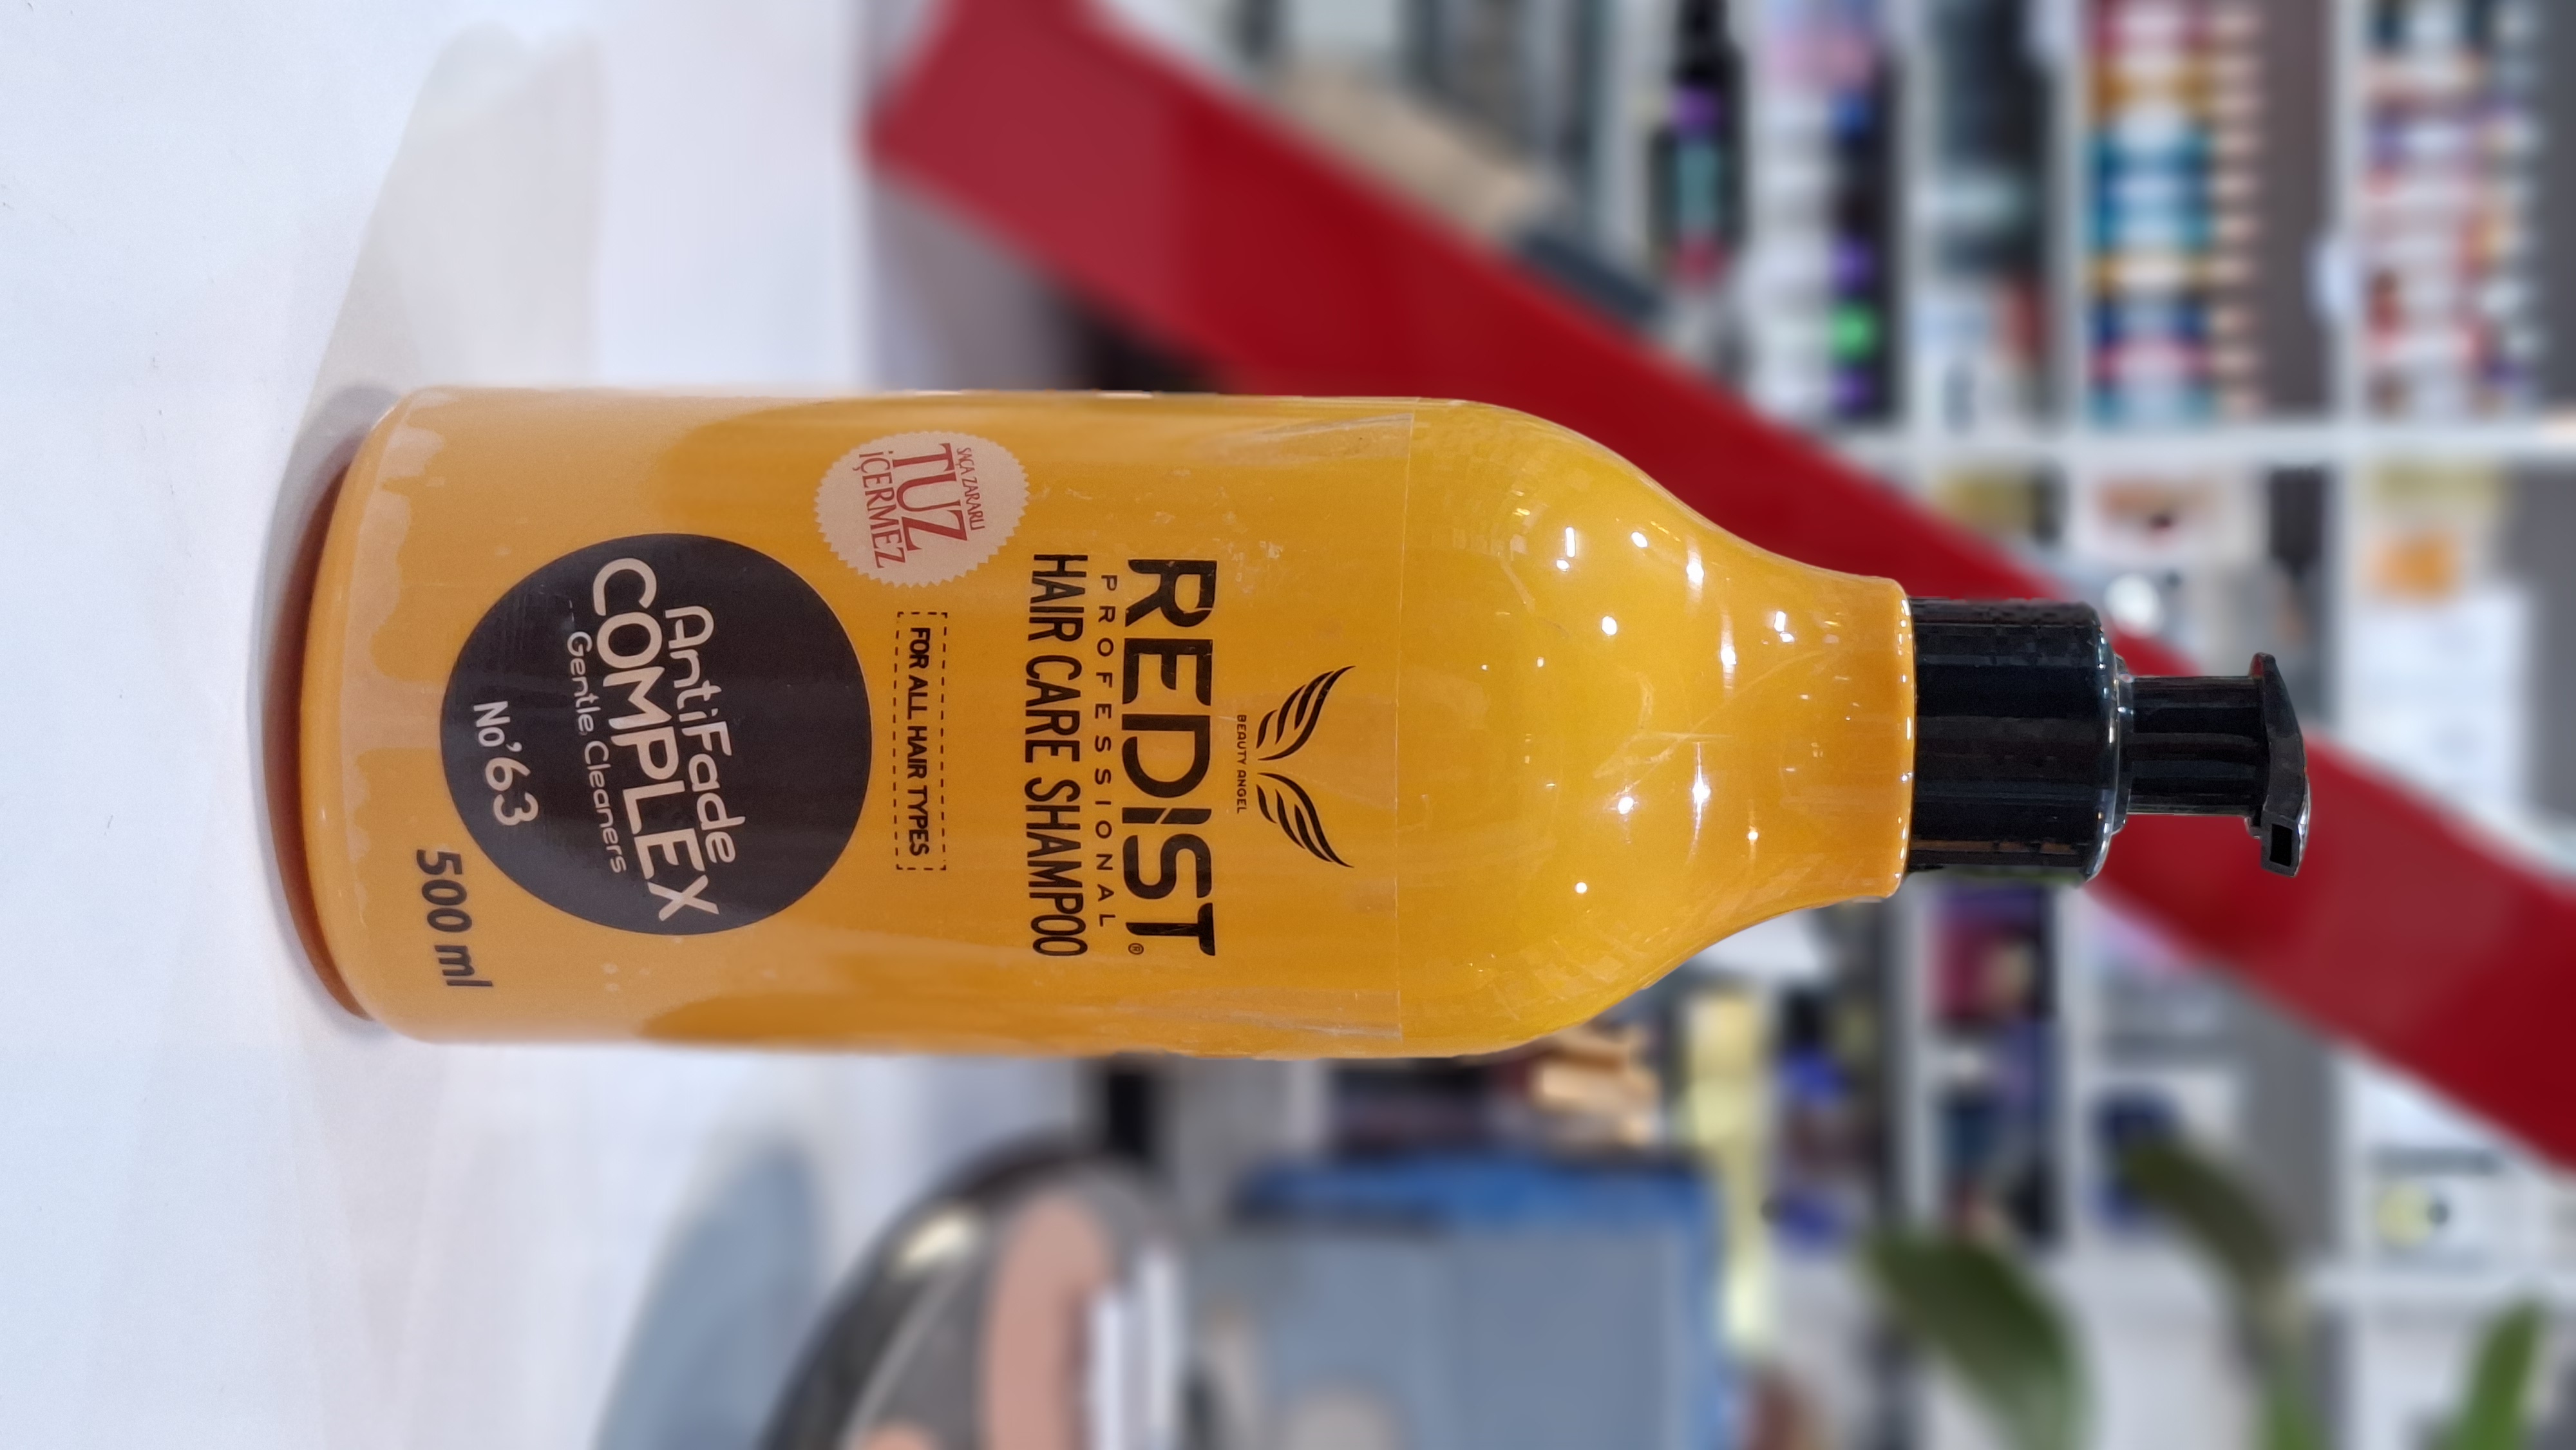 BEAUTY ANGEL
REDIST®
PROFESSIONAL
HAIR CARE SHAMPOO
SAÇA ZARARLI
TUZ
İÇERMEZ
FOR ALL HAIR TYPES
AntiFade
COMPLEX
Gentle Cleaners
No'63
500 ml